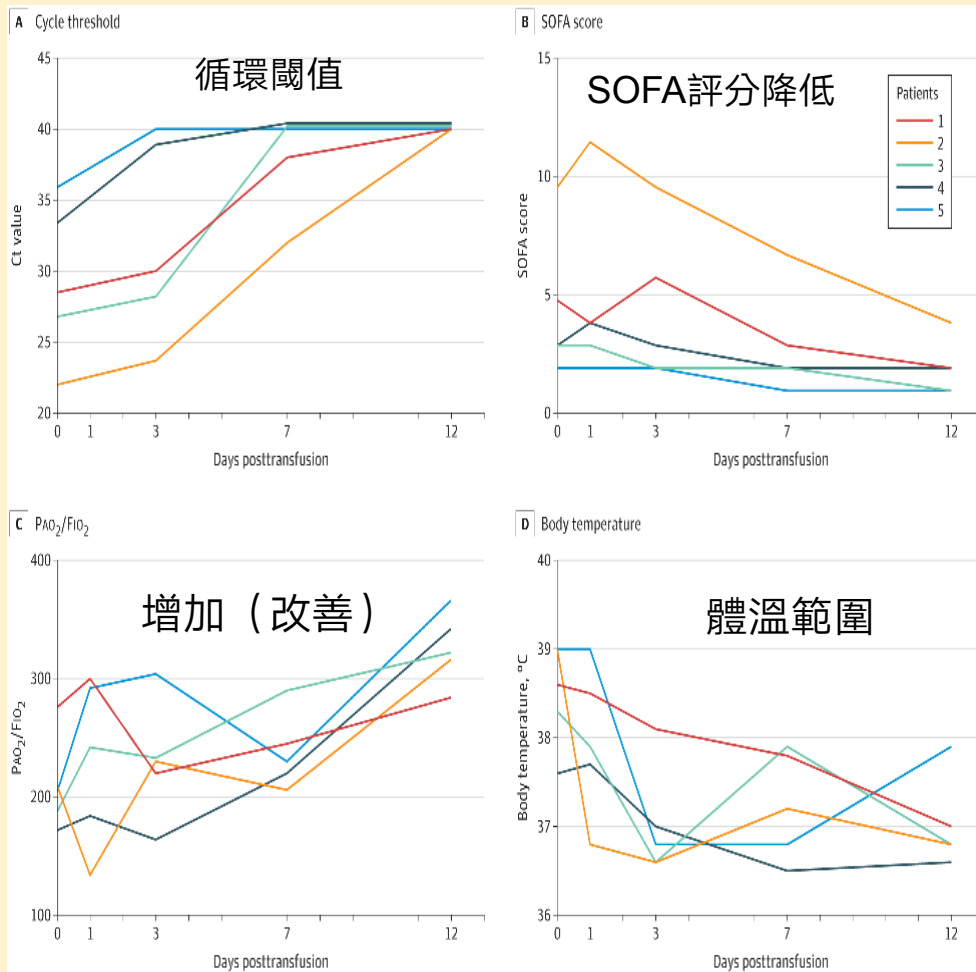 A Cycle threshold
循環閾值
45
40
35
30
25
20
Ct value
0 1 3 7 12
Days posttransfusion
B SOFA score
SOFA評分降低
15
10
5
0
SOFA score
Patients
1
2
3
4
5
0 1 3 7 12
Days posttransfusion
C PAO₂/FIO₂
增加（改善）
400
300
200
100
PAO₂/FIO₂
0 1 3 7 12
Days posttransfusion
D Body temperature
體溫範圍
40
39
38
37
36
Body temperature, °C
0 1 3 7 12
Days posttransfusion